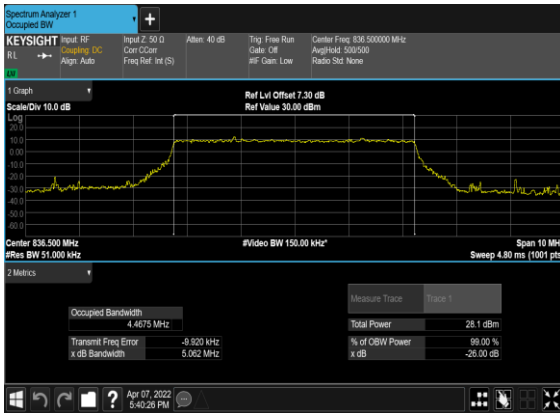 Spectrum Analyzer 1
Occupied BW
+
KEYSIGHT
RL
Input: RF
Coupling: DC
Align: Auto
Input Z: 50 Ω
Corr CCorr
Freq Ref: Int (S)
Atten: 40 dB
Trig: Free Run
Gate: Off
#IF Gain: Low
Center Freq: 836.500000 MHz
Avg|Hold: 500/500
Radio Std: None
1 Graph
Scale/Div 10.0 dB
Ref Lvl Offset 7.30 dB
Ref Value 30.00 dBm
Log
20.0
10.0
0.00
-10.0
-20.0
-30.0
-40.0
-50.0
-60.0
Center 836.500 MHz
#Res BW 51.000 kHz
#Video BW 150.00 kHz*
Span 10 MH
Sweep 4.80 ms (1001 pts
2 Metrics
Measure Trace Trace 1
Occupied Bandwidth
4.4675 MHz
Total Power 28.1 dBm
Transmit Freq Error -9.920 kHz
x dB Bandwidth 5.062 MHz
% of OBW Power 99.00 %
x dB -26.00 dB
?
Apr 07, 2022
5:40:26 PM